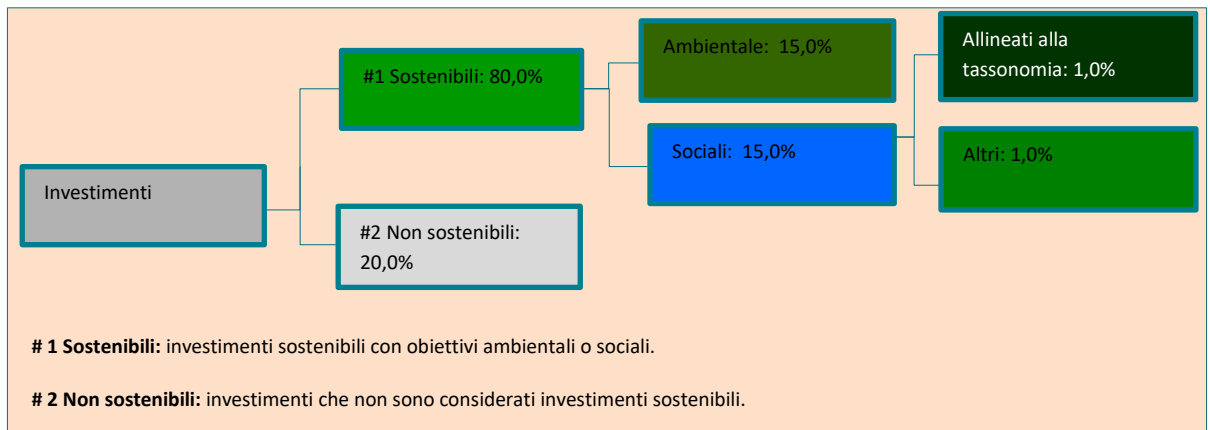 Investimenti
#1 Sostenibili: 80,0%
#2 Non sostenibili:
20,0%
Ambientale: 15,0%
Sociali: 15,0%
Allineati alla
tassonomia: 1,0%
Altri: 1,0%
# 1 Sostenibili: investimenti sostenibili con obiettivi ambientali o sociali.
# 2 Non sostenibili: investimenti che non sono considerati investimenti sostenibili.